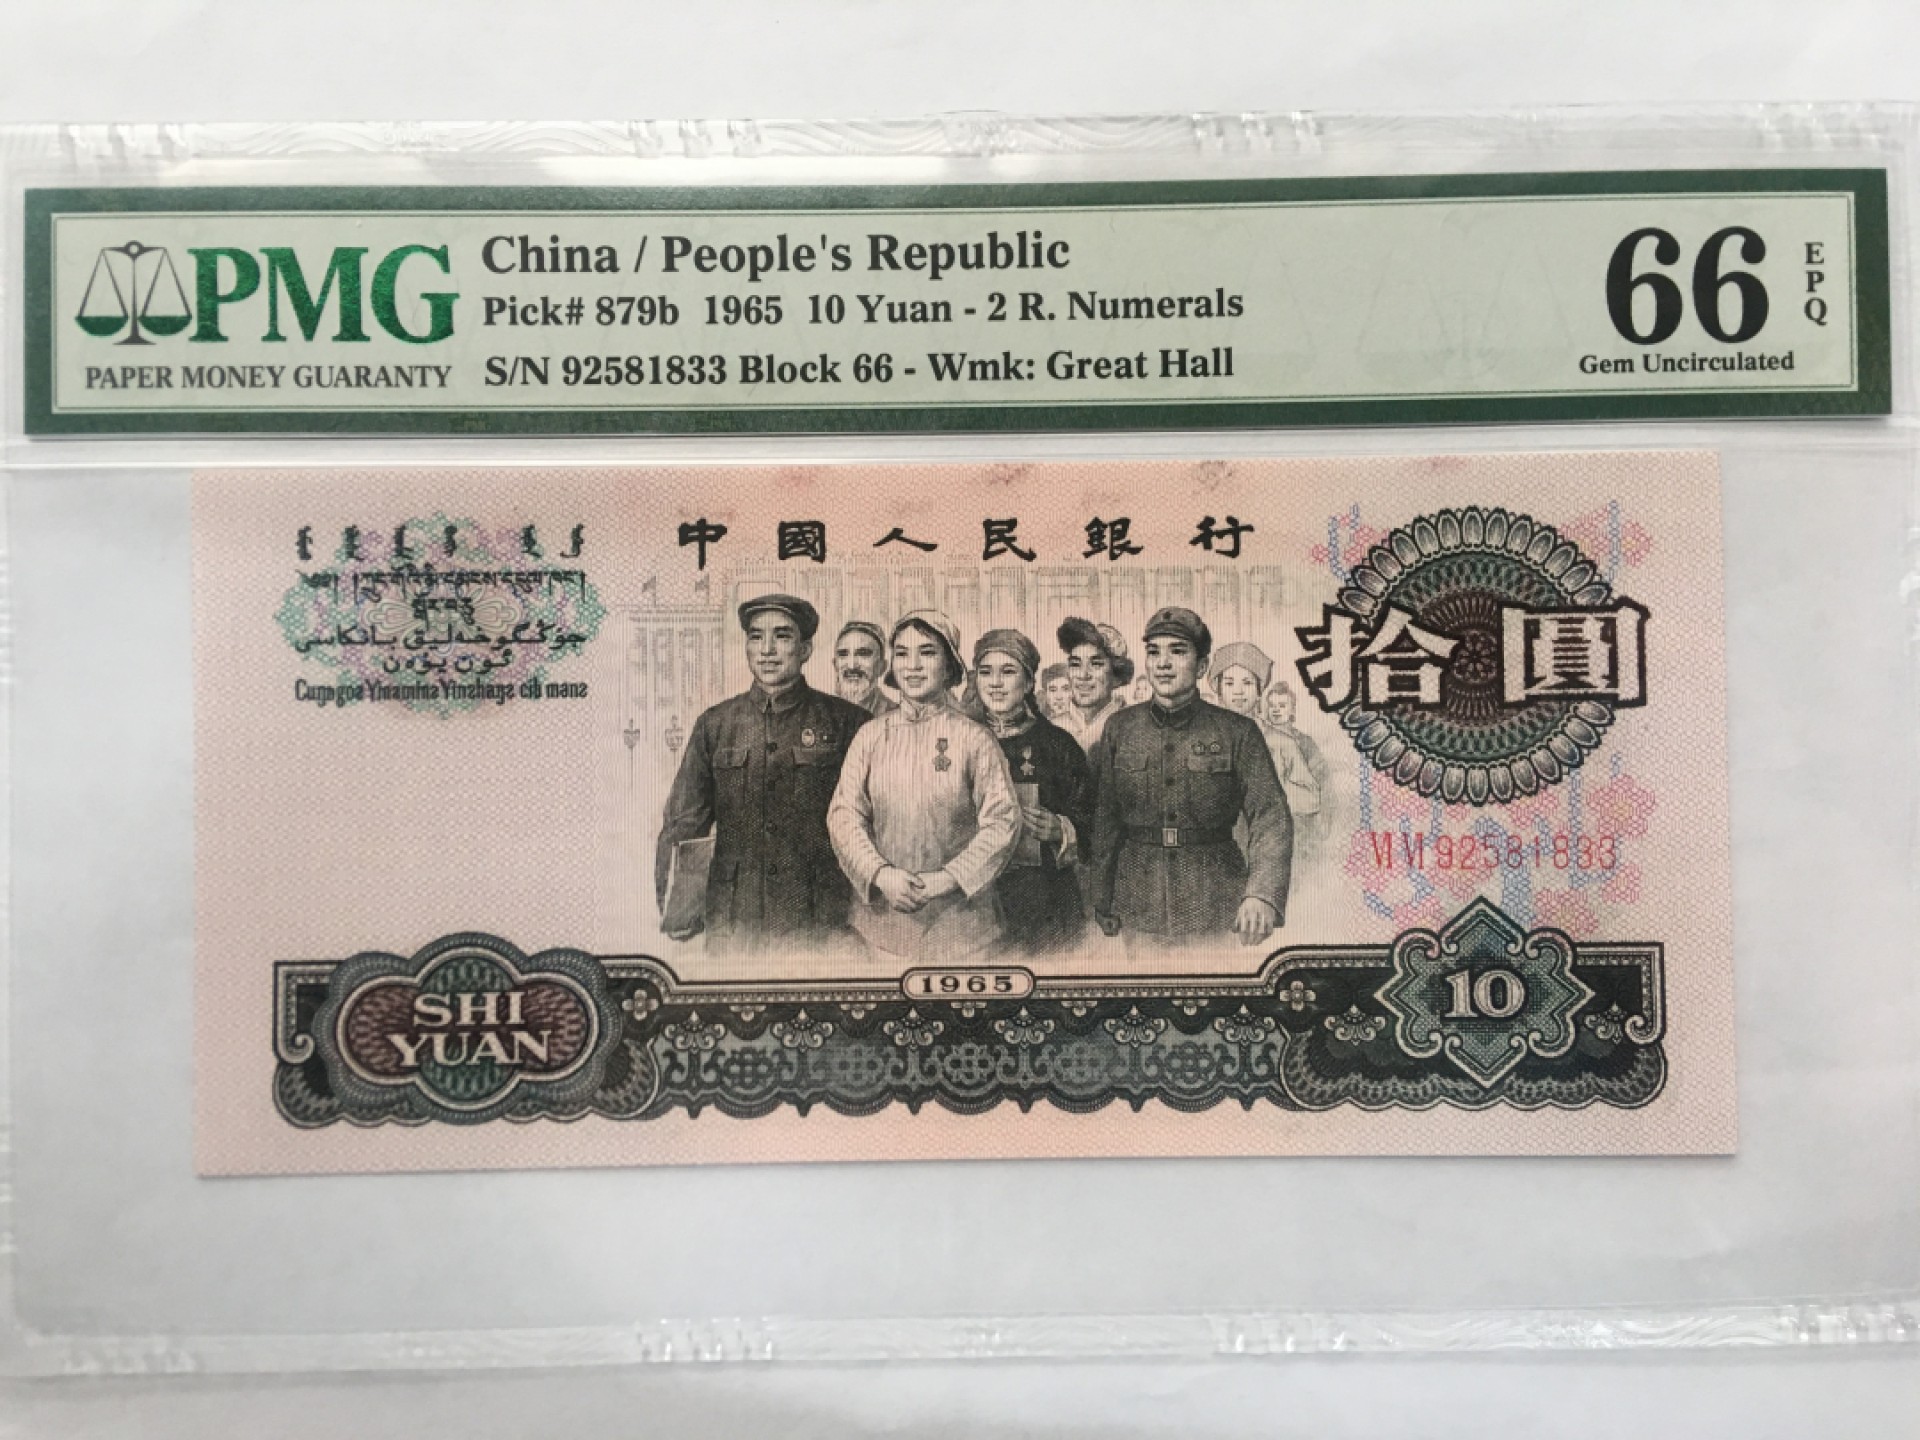 PMG
PAPER MONEY GUARANTY
China / People's Republic
Pick# 879b 1965 10 Yuan - 2 R. Numerals
S/N 92581833 Block 66 - Wmk: Great Hall
66
EPQ
Gem Uncirculated
中國人民銀行
拾圓
VI VI 92581833
1965
SHI
YUAN
10